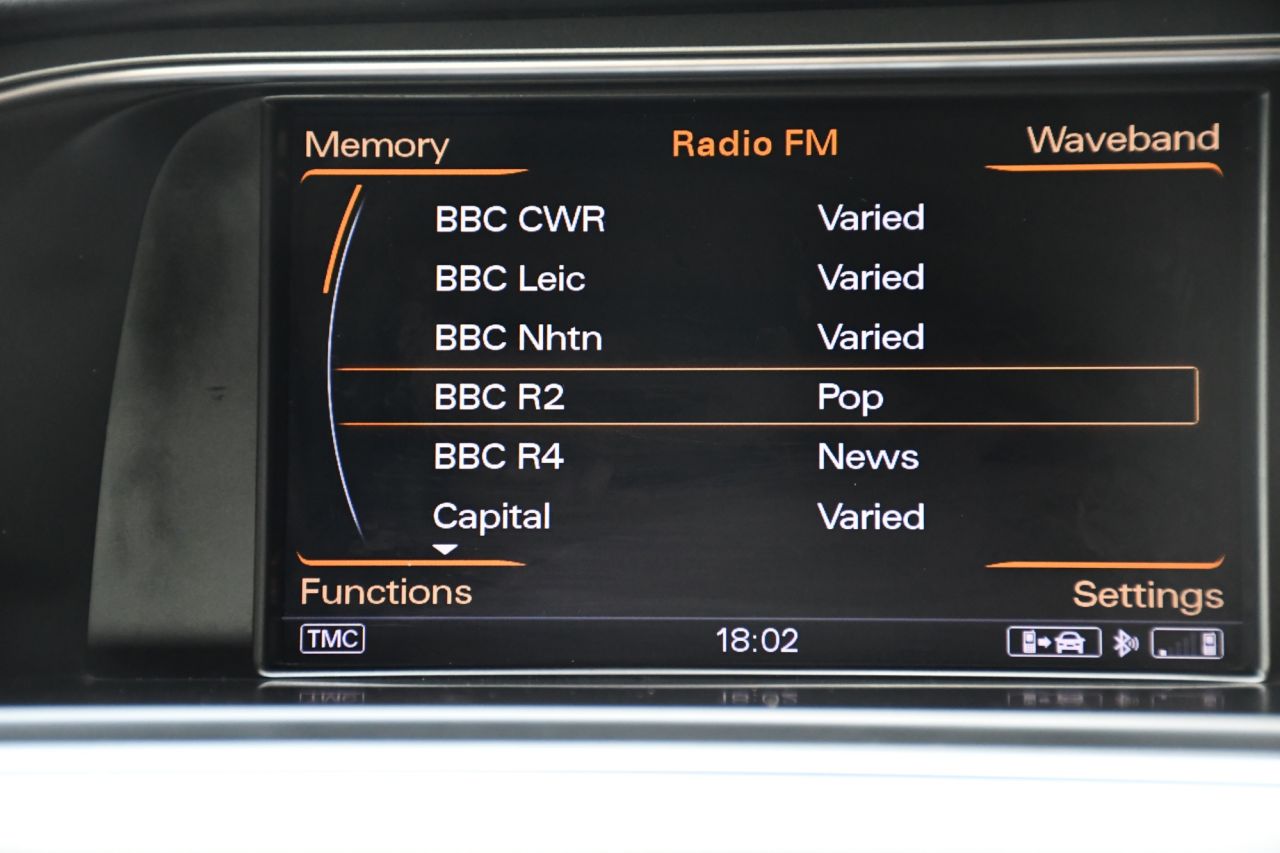 Memory Radio FM Waveband
BBC CWR Varied
BBC Leic Varied
BBC Nhtn Varied
BBC R2 Pop
BBC R4 News
Capital Varied
Functions Settings
TMC 18:02